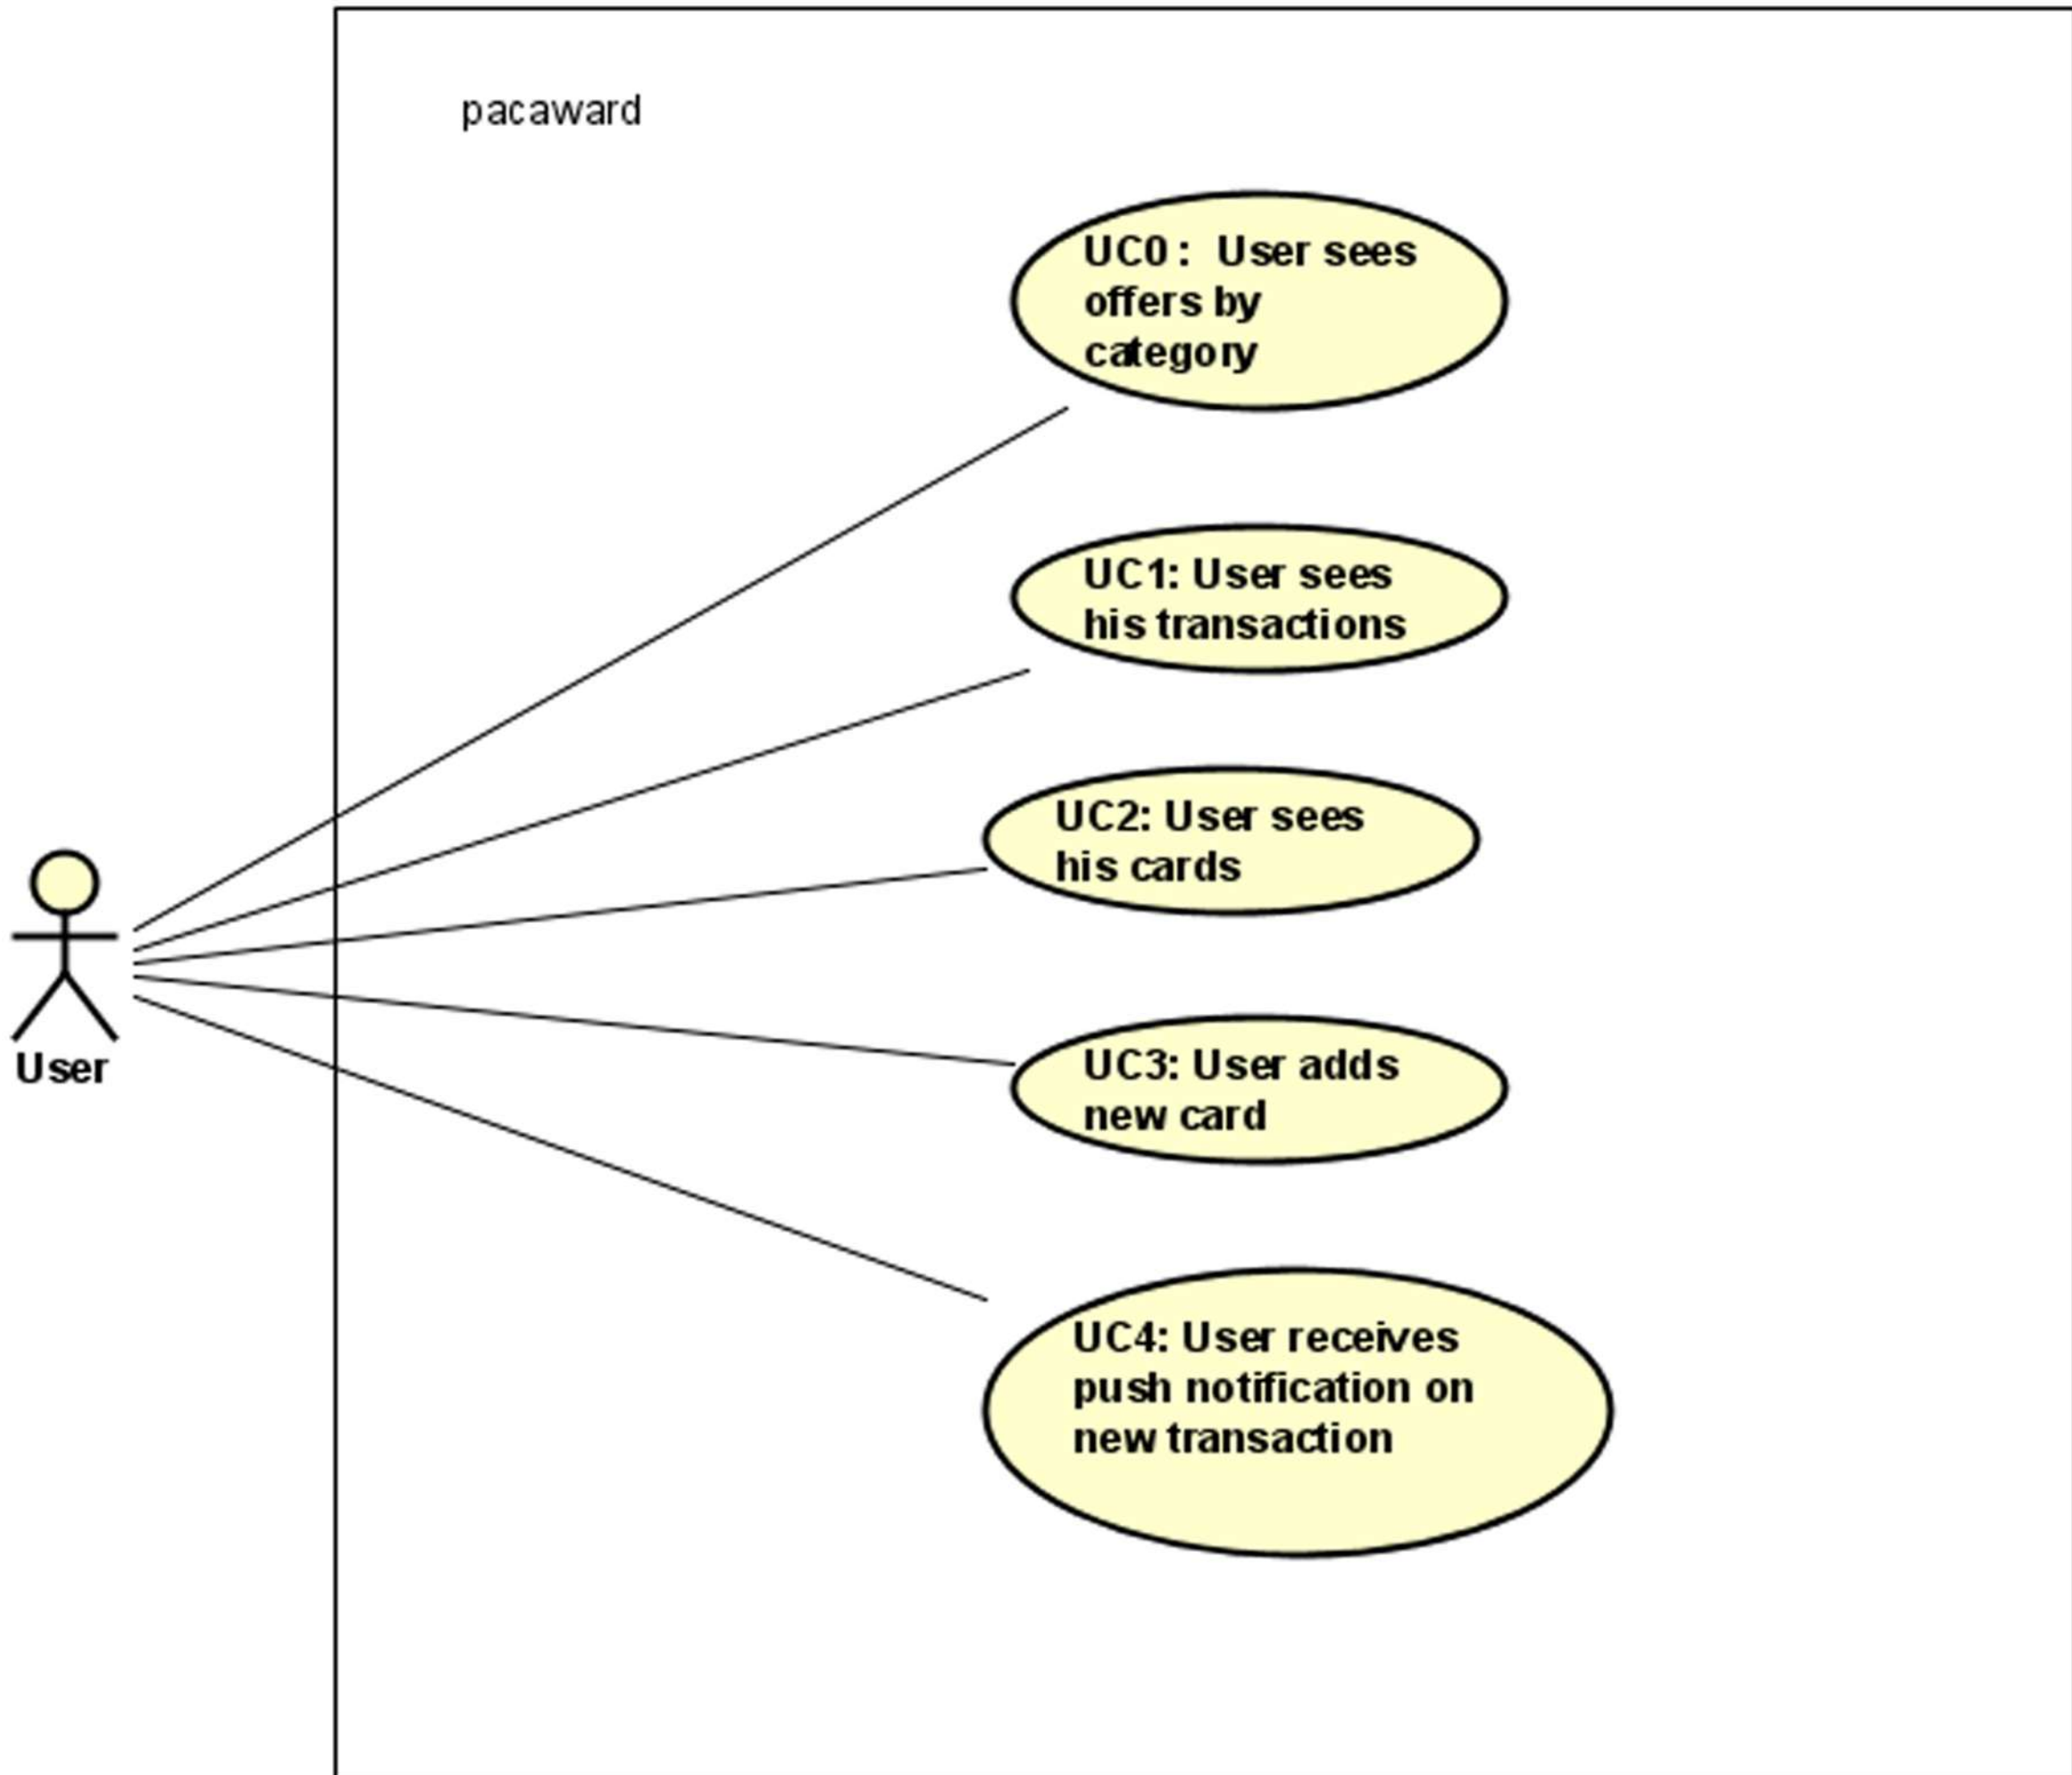 pacaward
UC0 :  User sees
offers by
category
UC1: User sees
his transactions
UC2: User sees
his cards
User
UC3: User adds
new card
UC4: User receives
push notification on
new transaction